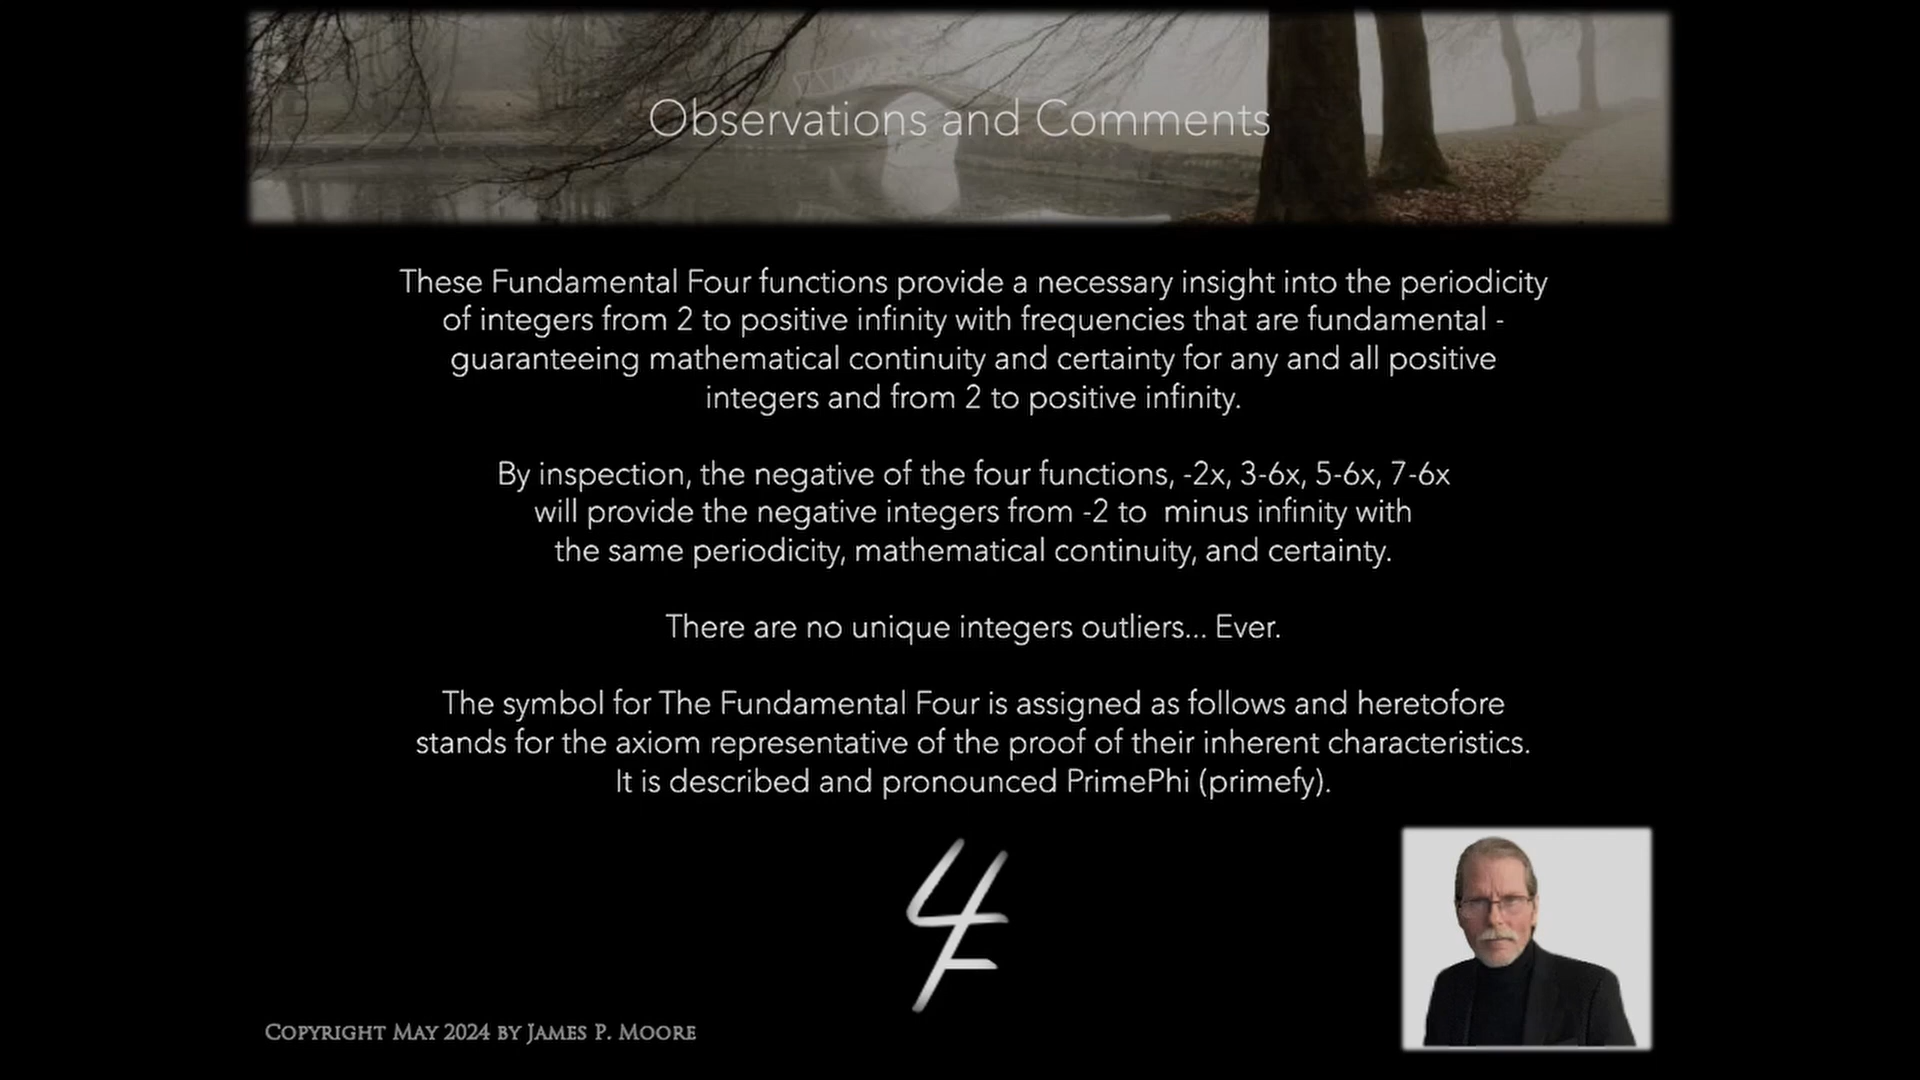 Observations and Comments
These Fundamental Four functions provide a necessary insight into the periodicity
of integers from 2 to positive infinity with frequencies that are fundamental -
guaranteeing mathematical continuity and certainty for any and all positive
integers and from 2 to positive infinity.
By inspection, the negative of the four functions, -2x, 3-6x, 5-6x, 7-6x
will provide the negative integers from -2 to  minus infinity with
the same periodicity, mathematical continuity, and certainty.
There are no unique integers outliers... Ever.
The symbol for The Fundamental Four is assigned as follows and heretofore
stands for the axiom representative of the proof of their inherent characteristics.
It is described and pronounced PrimePhi (primefy).
4F
Copyright May 2024 by James P. Moore